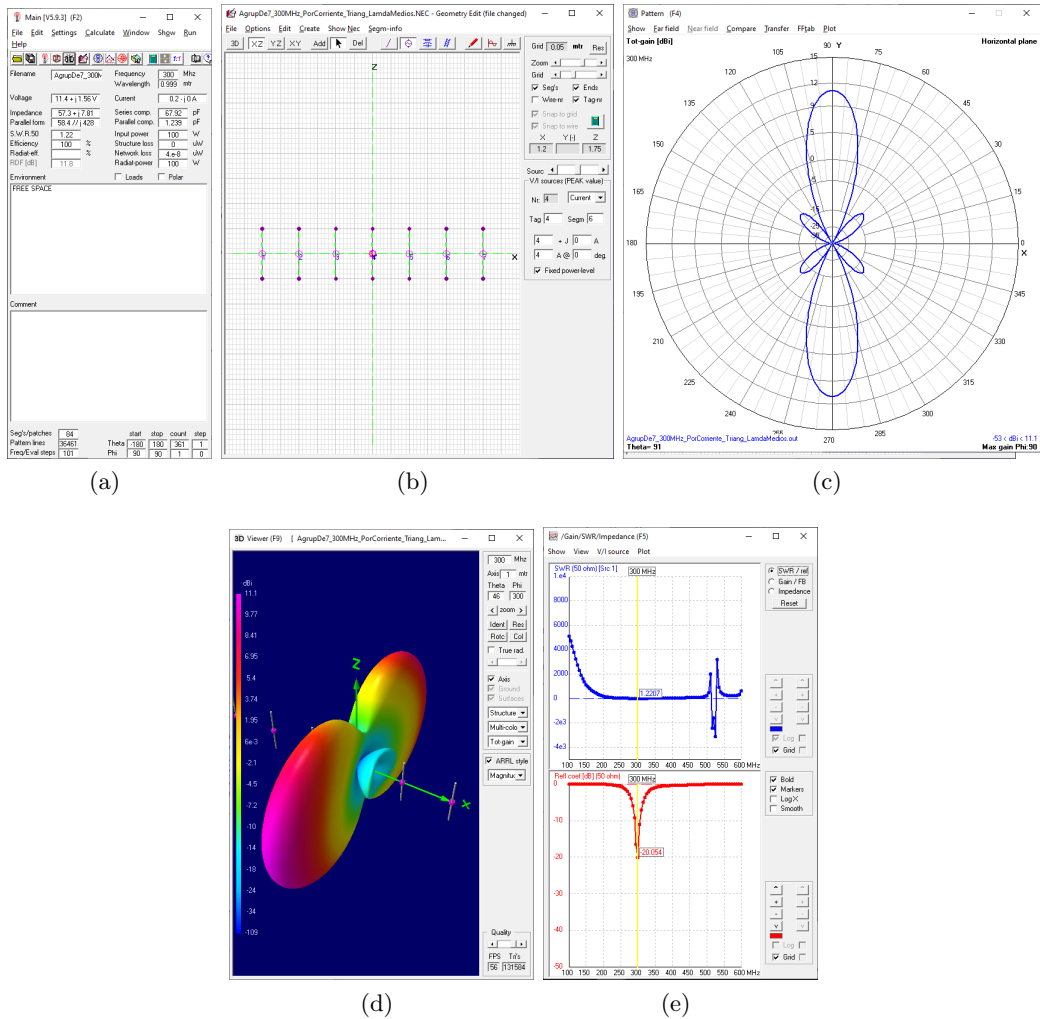 Main [V5.9.3] (F2)
File Edit Settings Calculate Window Show Run
Help
Filename AgrupDe7_300M Frequency 300 Mhz
Wavelength 0.999 mtr
Voltage 11.4 + j 1.56 V Current 0.2 - j 0 A
Impedance 57.3 + j 7.81 Series comp. 67.92 pF
Parallel form 58.4 // j 428 Parallel comp. 1.239 pF
S.W.R.50 1.22 Input power 100 W
Efficiency 100 % Structure loss 0 uW
Radiat-eff. % Network loss 4.e-8 uW
RDF [dB] 11.8 Radiat-power 100 W
Environment Loads Polar
FREE SPACE
Comment
Seg's/patches 84
Pattern lines 36461
Freq/Eval steps 101
start stop count step
Theta -180 180 361 1
Phi 90 90 1 0
(a)
AgrupDe7_300MHz_PorCorriente_Triang_LamdaMedios.NEC - Geometry Edit (file changed)
File Options Edit Create Show Nec Segm-info
3D XZ YZ XY Add Del
Z
X
Grid 0.05 mtr Res
Zoom
Grid
Seg's Ends
Wire-nr Tag-nr
Snap to grid
Snap to wire
X Y [-] Z
1.2 1.75
Sourc
V/I sources (PEAK value)
Nr. 4 Current
Tag 4 Segm 6
4 + J 0 A
4 A @ 0 deg.
Fixed power-level
(b)
Pattern (F4)
Show Far field Near field Compare Transfer FFtab Plot
Tot-gain [dBi] 90 Y Horizontal plane
300 MHz
105 75
120 60
135 45
150 30
165 15
180 0
X
195 345
210 330
225 315
240 300
255 285
270
15
9
0
-5
-15
AgrupDe7_300MHz_PorCorriente_Triang_LamdaMedios.out -53 < dBi < 11.1
Theta= 91 Max gain Phi:90
(c)
3D Viewer (F9) [ AgrupDe7_300MHz_PorCorriente_Triang_Lam...
dBi
11.1
9.77
9.41
6.95
5.4
3.74
1.95
6e-3
-2.1
-4.5
-7
-10
-14
-19
-24
-34
-109
Z
X
300 Mhz
Axis 1 mtr
Theta Phi
46 300
< zoom >
Ident Res
Rotc Col
True rad.
Axis
Ground
Surfaces
Structure
Multi-colo
Tot-gain
ARRL style
Magnituc
Quality
FPS Tri's
56 131584
(d)
/Gain/SWR/Impedance (F5)
Show View V/I source Plot
SWR (50 ohm) [Src 1] 300 MHz
1.e4
8000
6000
4000
2000
0
-2e3
-4e3
1.2207
100 150 200 250 300 350 400 450 500 550 600 MHz
Refl coef [dB] (50 ohm) 300 MHz
0
-10
-20
-30
-40
-50
-20.054
100 150 200 250 300 350 400 450 500 550 600 MHz
SWR / refl
Gain / FB
Impedance
Reset
Log
Grid
Bold
Markers
Log X
Smooth
Log
Grid
(e)